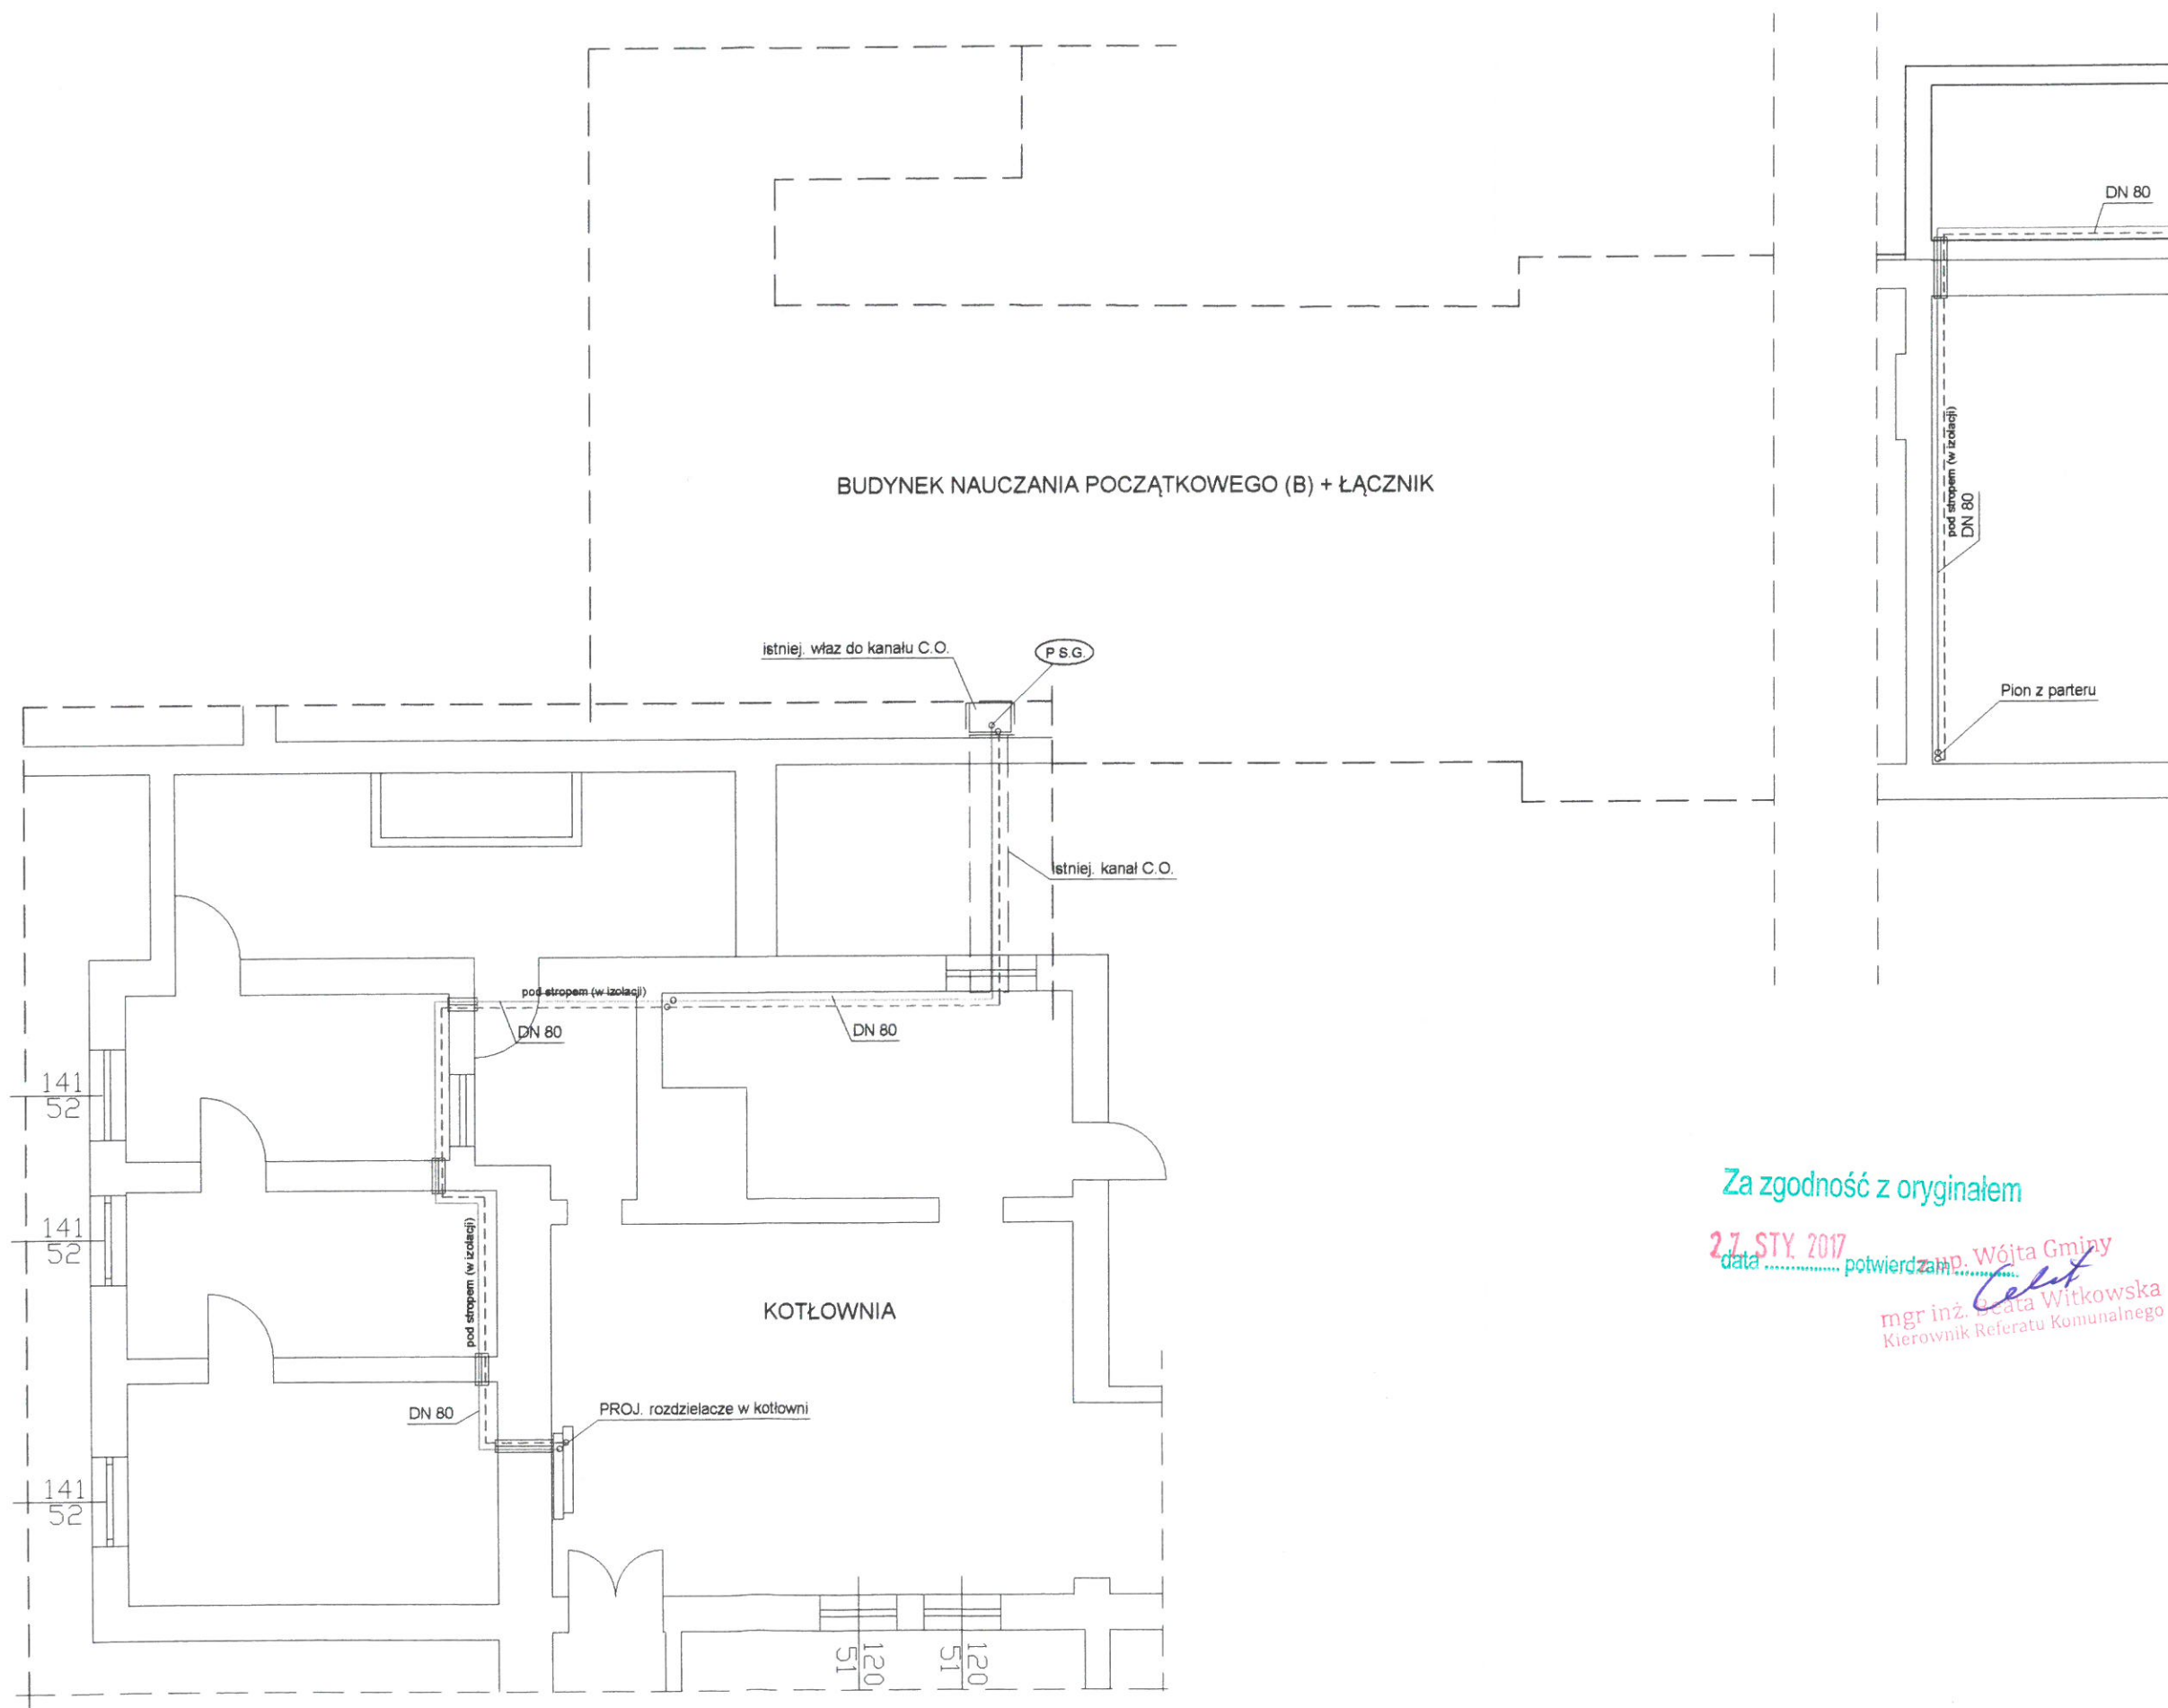 DN 80
pod stropem (w izolacji)
DN 80
BUDYNEK NAUCZANIA POCZĄTKOWEGO (B) + ŁĄCZNIK
istniej. właz do kanału C.O.
P.S.G.
Pion z parteru
istniej. kanał C.O.
pod stropem (w izolacji)
DN 80
DN 80
141
52
141
52
pod stropem (w izolacji)
KOTŁOWNIA
DN 80
PROJ. rozdzielacze w kotłowni
141
52
120
51
120
51
Za zgodność z oryginałem
27. STY. 2017
data ............... potwierdzam ............
z up. Wójta Gminy
mgr inż. Beata Witkowska
Kierownik Referatu Komunalnego